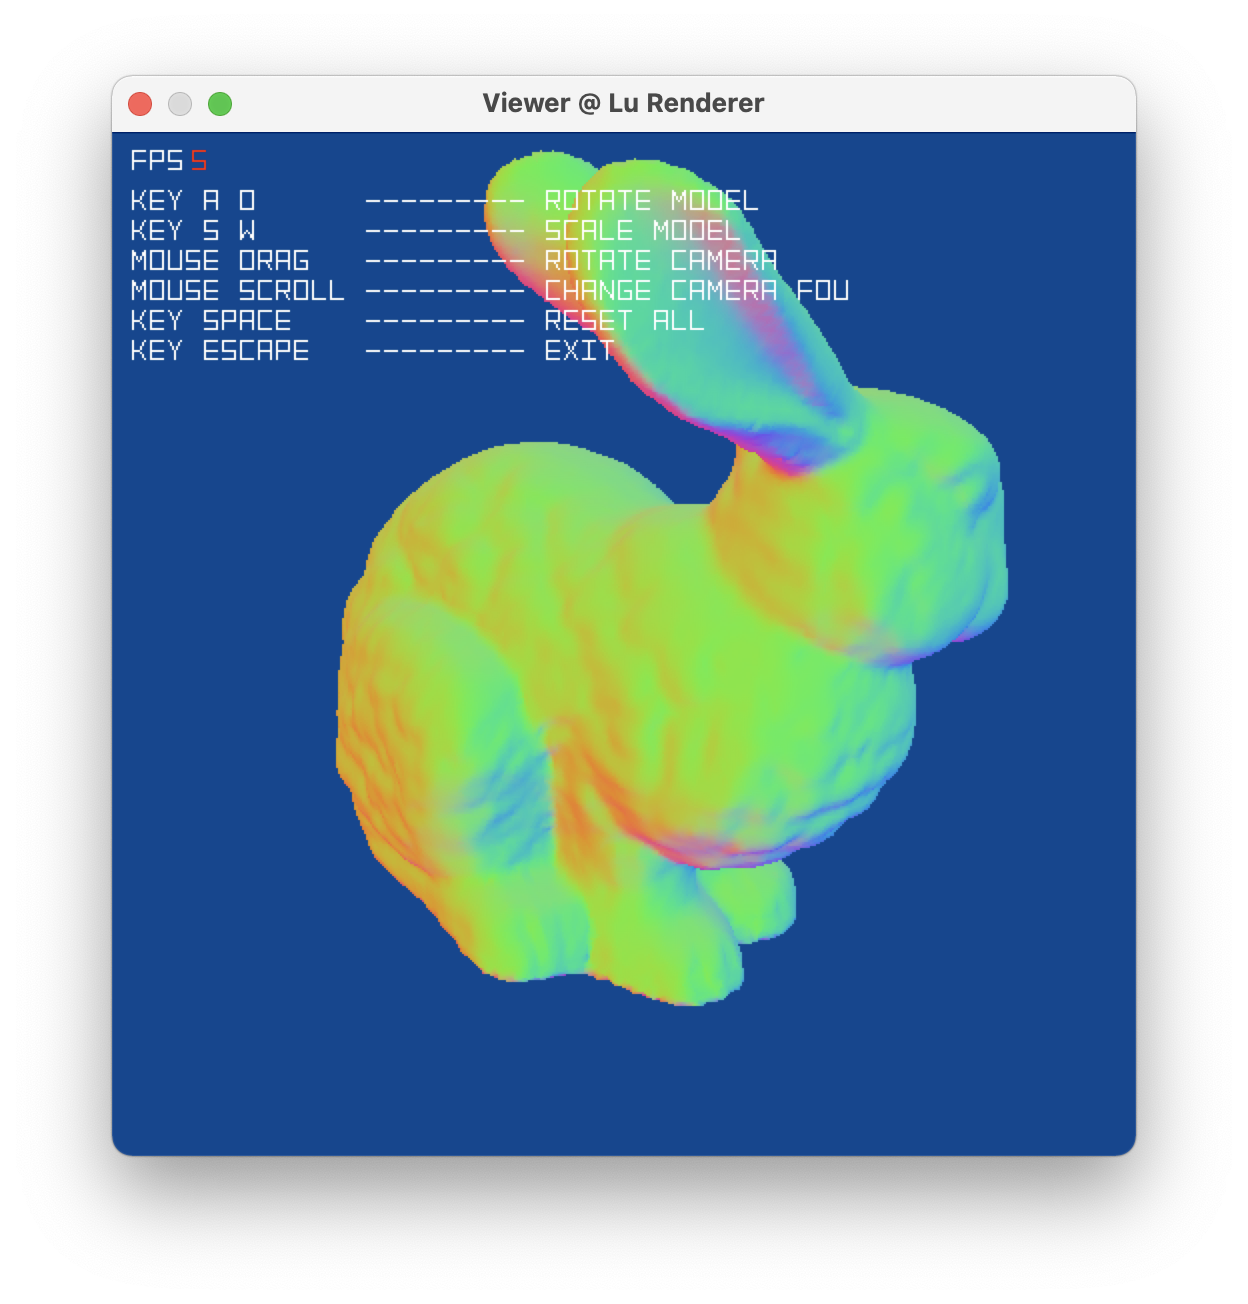 Viewer @ Lu Renderer
FPS 5
KEY A D --------- ROTATE MODEL
KEY S W --------- SCALE MODEL
MOUSE DRAG --------- ROTATE CAMERA
MOUSE SCROLL --------- CHANGE CAMERA FOV
KEY SPACE --------- RESET ALL
KEY ESCAPE --------- EXIT